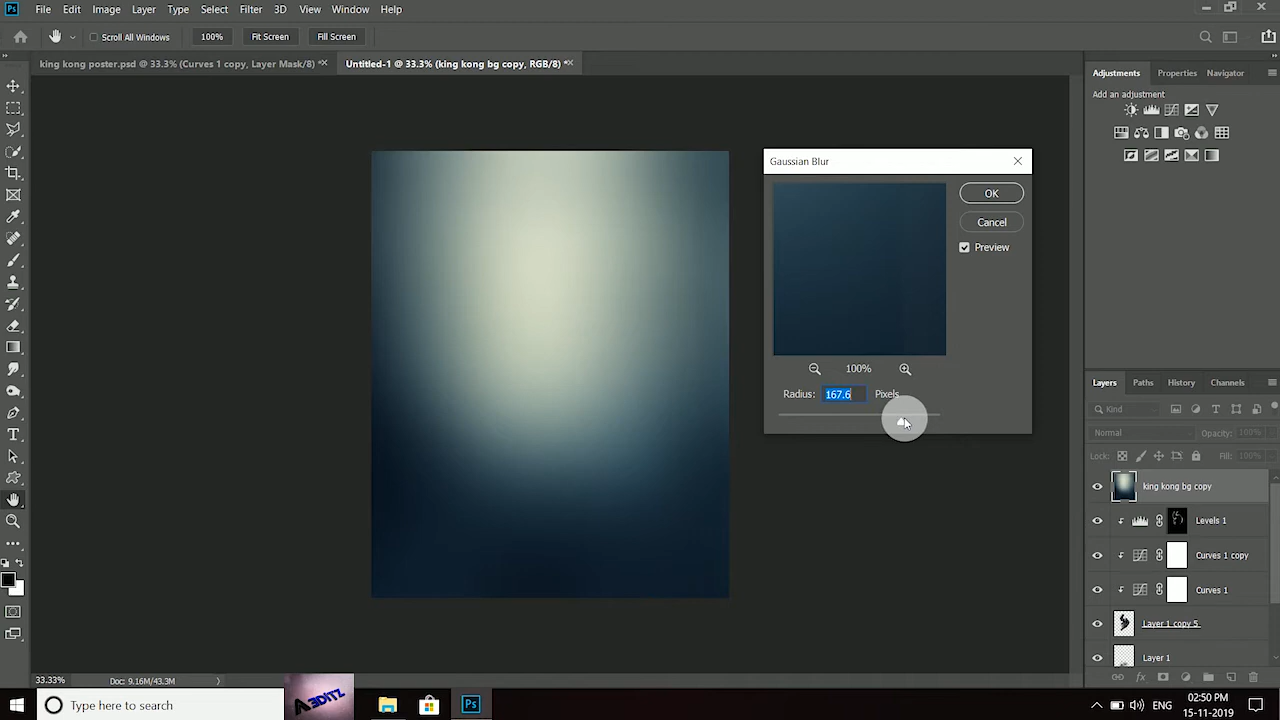 Ps File Edit Image Layer Type Select Filter 3D View Window Help
Scroll All Windows 100% Fit Screen Fill Screen
king kong poster.psd @ 33.3% (Curves 1 copy, Layer Mask/8) * Untitled-1 @ 33.3% (king kong bg copy, RGB/8) *
Adjustments Properties Navigator
Add an adjustment
Gaussian Blur
OK
Cancel
Preview
100%
Radius: 167.6 Pixels
Layers Paths History Channels
Kind
Normal Opacity: 100%
Lock: Fill: 100%
king kong bg copy
Levels 1
Curves 1 copy
Curves 1
Layer 1 copy 5
Layer 1
33.33% Doc: 9.16M/43.3M
Type here to search
A3DITZ
Ps
ENG
02:50 PM
15-11-2019